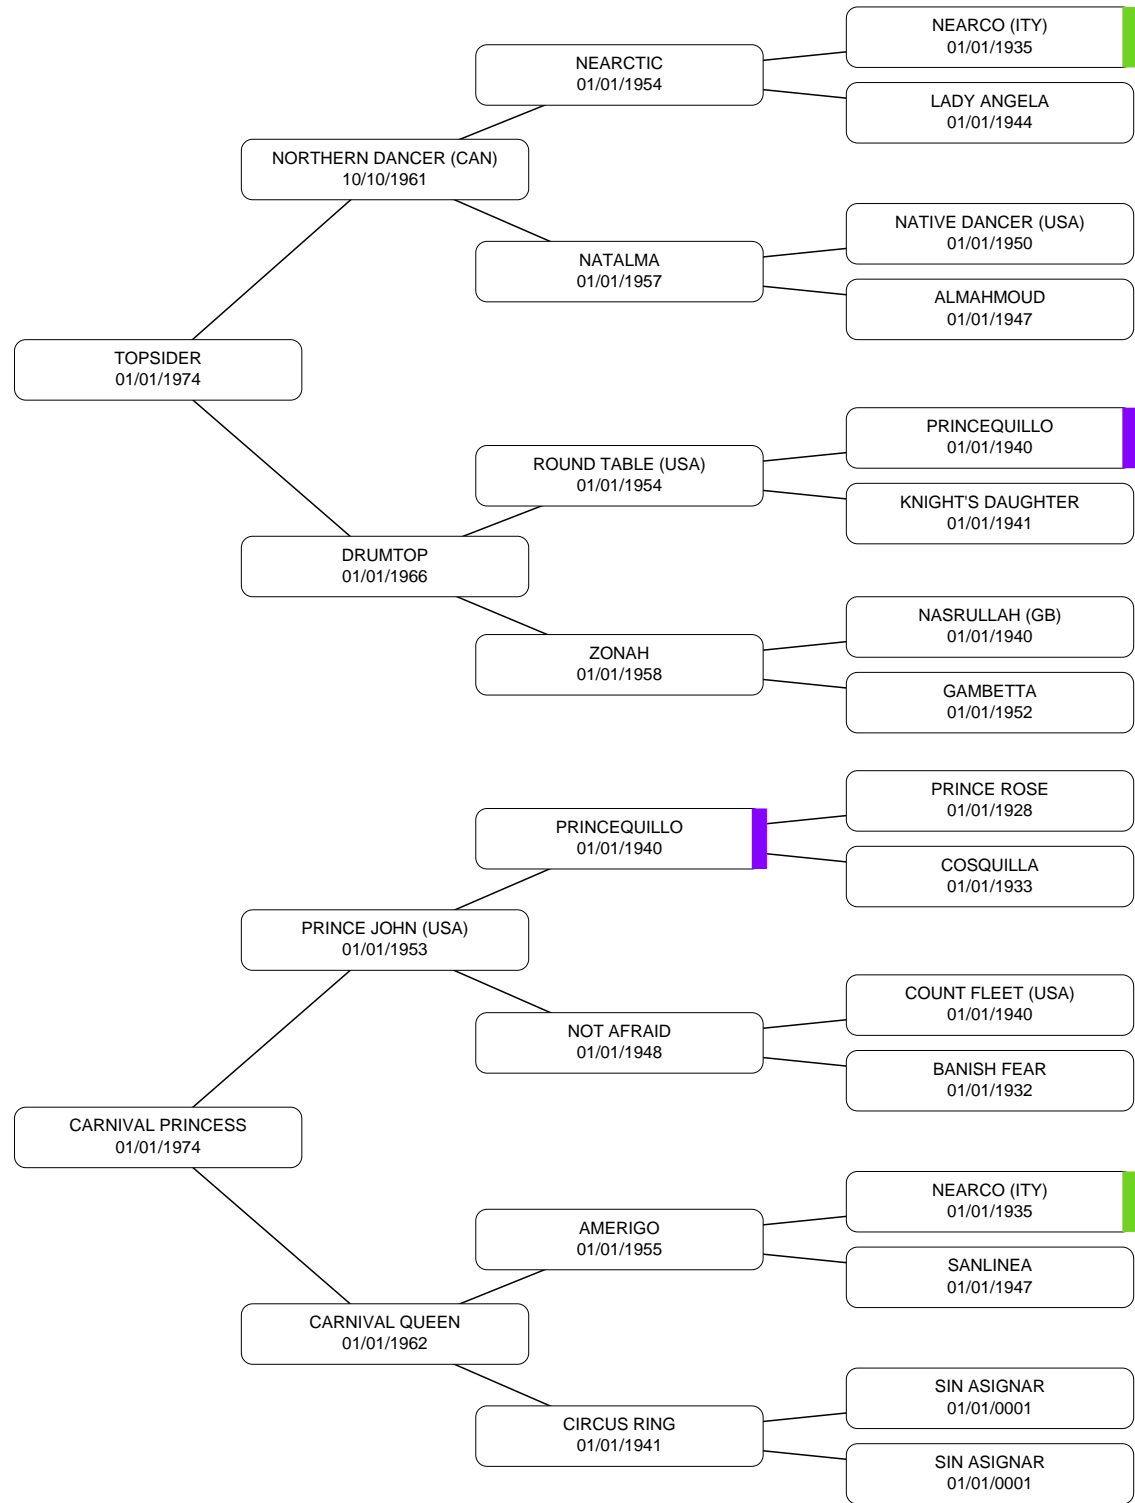 NEARCO (ITY)
01/01/1935
NEARCTIC
01/01/1954
LADY ANGELA
01/01/1944
NORTHERN DANCER (CAN)
10/10/1961
NATIVE DANCER (USA)
01/01/1950
NATALMA
01/01/1957
ALMAHMOUD
01/01/1947
TOPSIDER
01/01/1974
PRINCEQUILLO
01/01/1940
ROUND TABLE (USA)
01/01/1954
KNIGHT'S DAUGHTER
01/01/1941
DRUMTOP
01/01/1966
NASRULLAH (GB)
01/01/1940
ZONAH
01/01/1958
GAMBETTA
01/01/1952
PRINCE ROSE
01/01/1928
PRINCEQUILLO
01/01/1940
COSQUILLA
01/01/1933
PRINCE JOHN (USA)
01/01/1953
COUNT FLEET (USA)
01/01/1940
NOT AFRAID
01/01/1948
BANISH FEAR
01/01/1932
CARNIVAL PRINCESS
01/01/1974
NEARCO (ITY)
01/01/1935
AMERIGO
01/01/1955
SANLINEA
01/01/1947
CARNIVAL QUEEN
01/01/1962
SIN ASIGNAR
01/01/0001
CIRCUS RING
01/01/1941
SIN ASIGNAR
01/01/0001